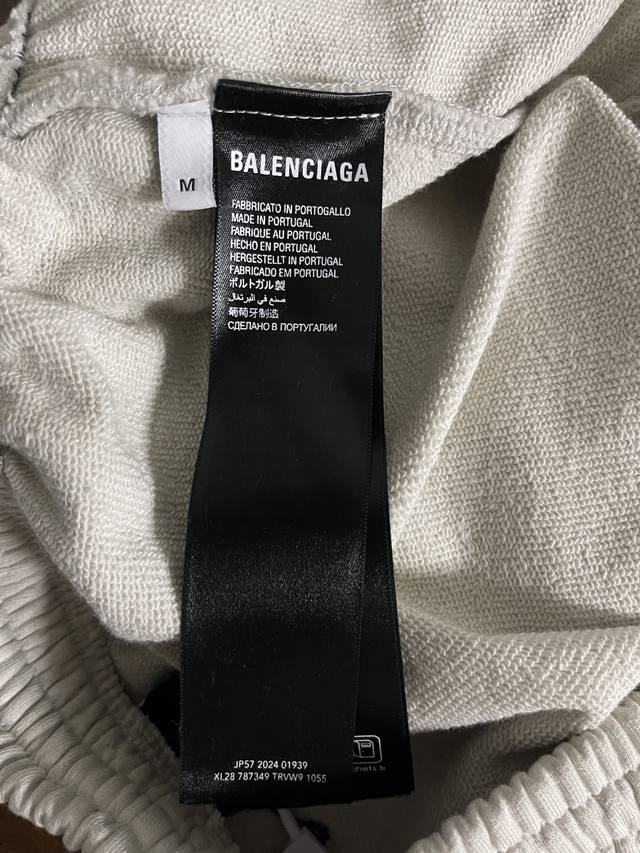 M
BALENCIAGA
FABBRICATO IN PORTOGALLO
MADE IN PORTUGAL
FABRIQUE AU PORTUGAL
HECHO EN PORTUGAL
HERGESTELLT IN PORTUGAL
FABRICADO EM PORTUGAL
ポルトガル製
صنع في البرتغال
葡萄牙制造
СДЕЛАНО В ПОРТУГАЛИИ
JP57 2024 01939
XL28 787349 TRVW9 10S5